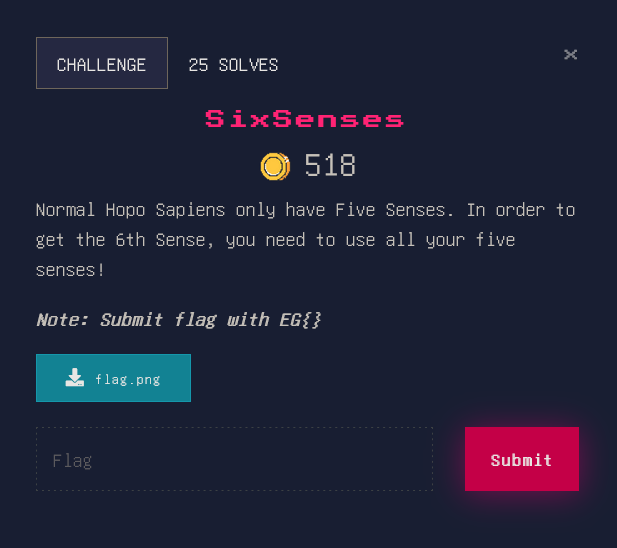 CHALLENGE
25 SOLVES
×
SixSenses
518
Normal Hopo Sapiens only have Five Senses. In order to
get the 6th Sense, you need to use all your five
senses!
Note: Submit flag with EG{}
flag.png
Flag
Submit